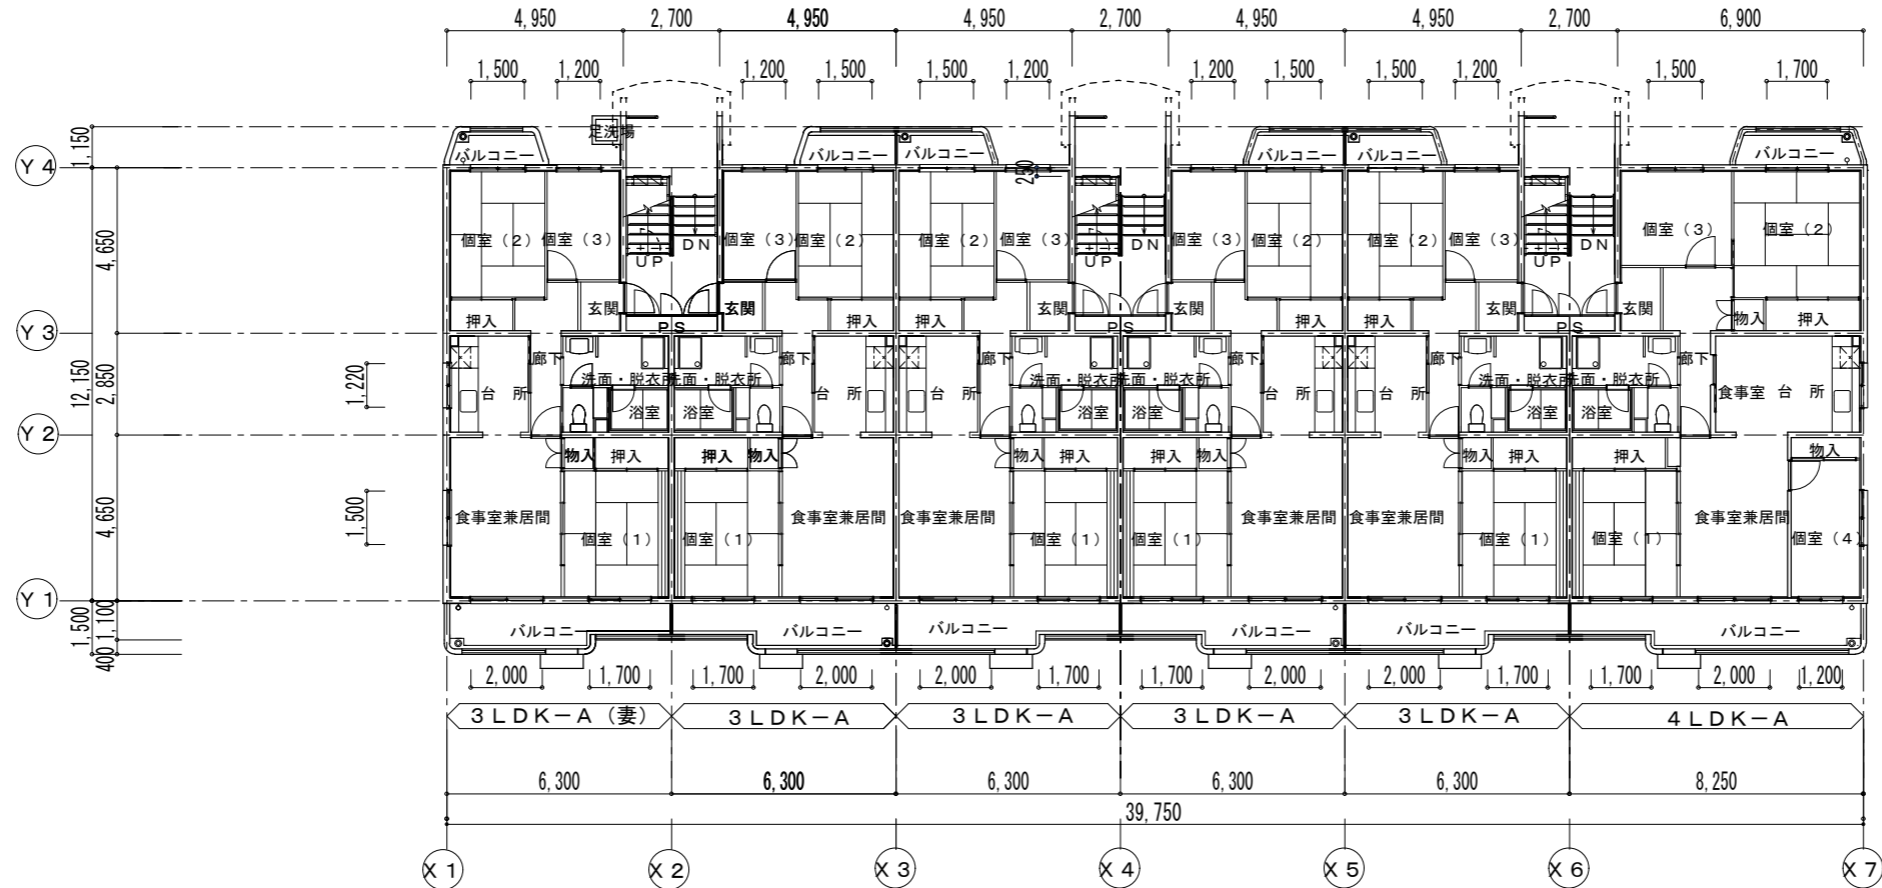 4,950 2,700 4,950 4,950 2,700 4,950 4,950 2,700 6,900
1,500 1,200 1,200 1,500 1,500 1,200 1,200 1,500 1,500 1,200 1,500 1,700
足洗場
1,150
バルコニー バルコニー バルコニー バルコニー バルコニー バルコニー
Y4
250
4,650
個室(2) 個室(3) 個室(3) 個室(2) 個室(2) 個室(3) 個室(3) 個室(2) 個室(2) 個室(3) 個室(3) 個室(2)
DN DN DN
UP UP UP
玄関 玄関 玄関 玄関 玄関 玄関
押入 押入 押入 押入 押入 物入 押入
PS PS PS
Y3
廊下 廊下 廊下 廊下 廊下 廊下
12,150 2,850 1,220
洗面・脱衣所 洗面・脱衣所 洗面・脱衣所 洗面・脱衣所 洗面・脱衣所 洗面・脱衣所
台所 台所 台所 台所 台所 食事室 台所
浴室 浴室 浴室 浴室 浴室 浴室
Y2
物入 押入 押入 物入 物入 押入 押入 物入 物入 押入 押入 物入
4,650 1,500
食事室兼居間 食事室兼居間 食事室兼居間 食事室兼居間 食事室兼居間 食事室兼居間
個室(1) 個室(1) 個室(1) 個室(1) 個室(1) 個室(1) 個室(4)
Y1
1,500 1,100
400
バルコニー バルコニー バルコニー バルコニー バルコニー バルコニー
2,000 1,700 1,700 2,000 2,000 1,700 1,700 2,000 2,000 1,700 1,700 2,000 1,200
3LDK-A(妻) 3LDK-A 3LDK-A 3LDK-A 3LDK-A 4LDK-A
6,300 6,300 6,300 6,300 6,300 8,250
39,750
X1 X2 X3 X4 X5 X6 X7